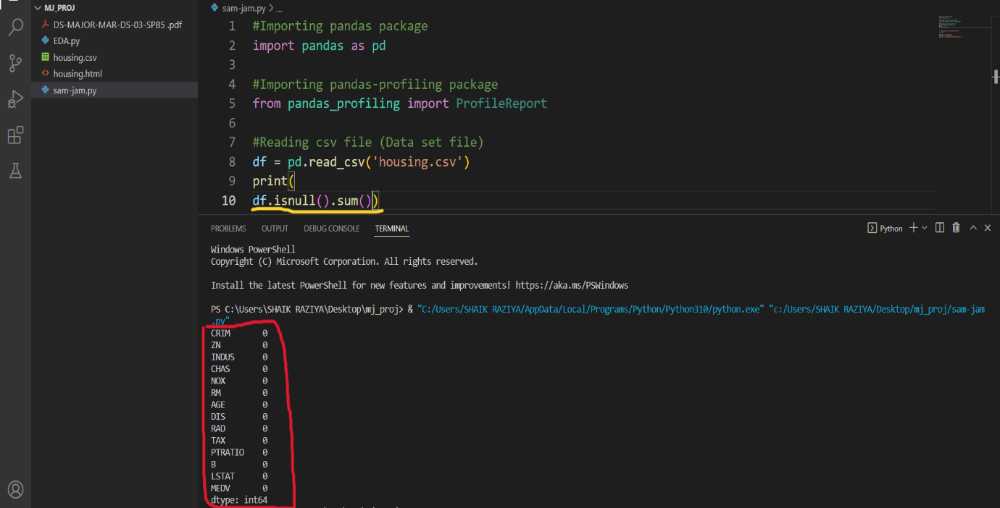 MJ_PROJ
DS-MAJOR-MAR-DS-03-SPB5 .pdf
EDA.py
housing.csv
housing.html
sam-jam.py
sam-jam.py > ...
1 #Importing pandas package
2 import pandas as pd
3
4 #Importing pandas-profiling package
5 from pandas_profiling import ProfileReport
6
7 #Reading csv file (Data set file)
8 df = pd.read_csv('housing.csv')
9 print(
10 df.isnull().sum())
PROBLEMS OUTPUT DEBUG CONSOLE TERMINAL Python
Windows PowerShell
Copyright (C) Microsoft Corporation. All rights reserved.
Install the latest PowerShell for new features and improvements! https://aka.ms/PSWindows
PS C:\Users\SHAIK RAZIYA\Desktop\mj_proj> & "C:/Users/SHAIK RAZIYA/AppData/Local/Programs/Python/Python310/python.exe" "c:/Users/SHAIK RAZIYA/Desktop/mj_proj/sam-jam
.py"
CRIM 0
ZN 0
INDUS 0
CHAS 0
NOX 0
RM 0
AGE 0
DIS 0
RAD 0
TAX 0
PTRATIO 0
B 0
LSTAT 0
MEDV 0
dtype: int64